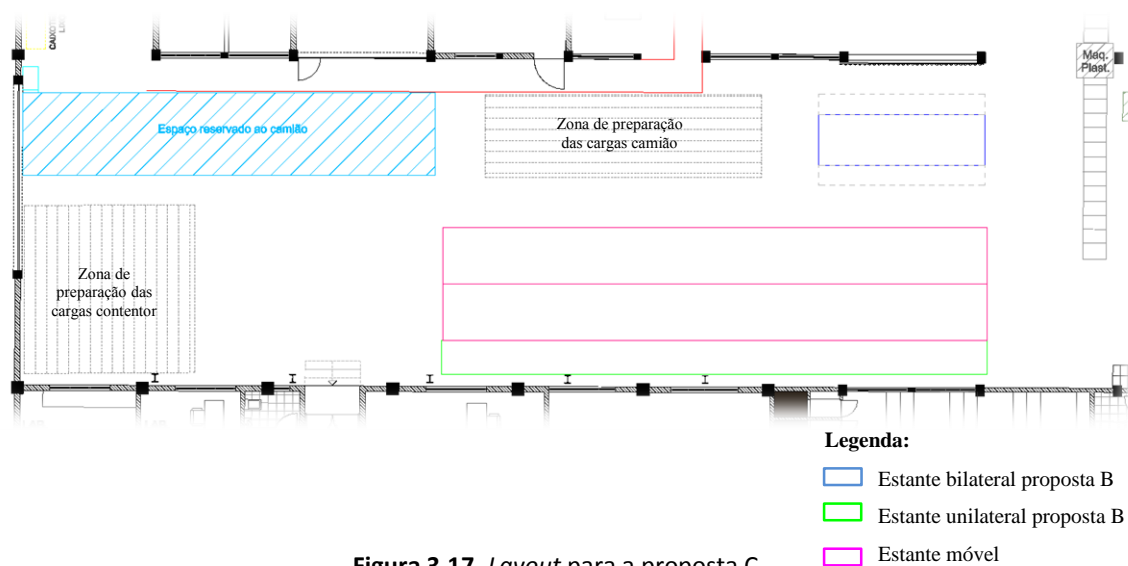 Maq.
Plast.
Espaço reservado ao camião
Zona de preparação
das cargas camião
Zona de
preparação das
cargas contentor
Legenda:
Estante bilateral proposta B
Estante unilateral proposta B
Estante móvel
Figura 3.17. Layout para a proposta C